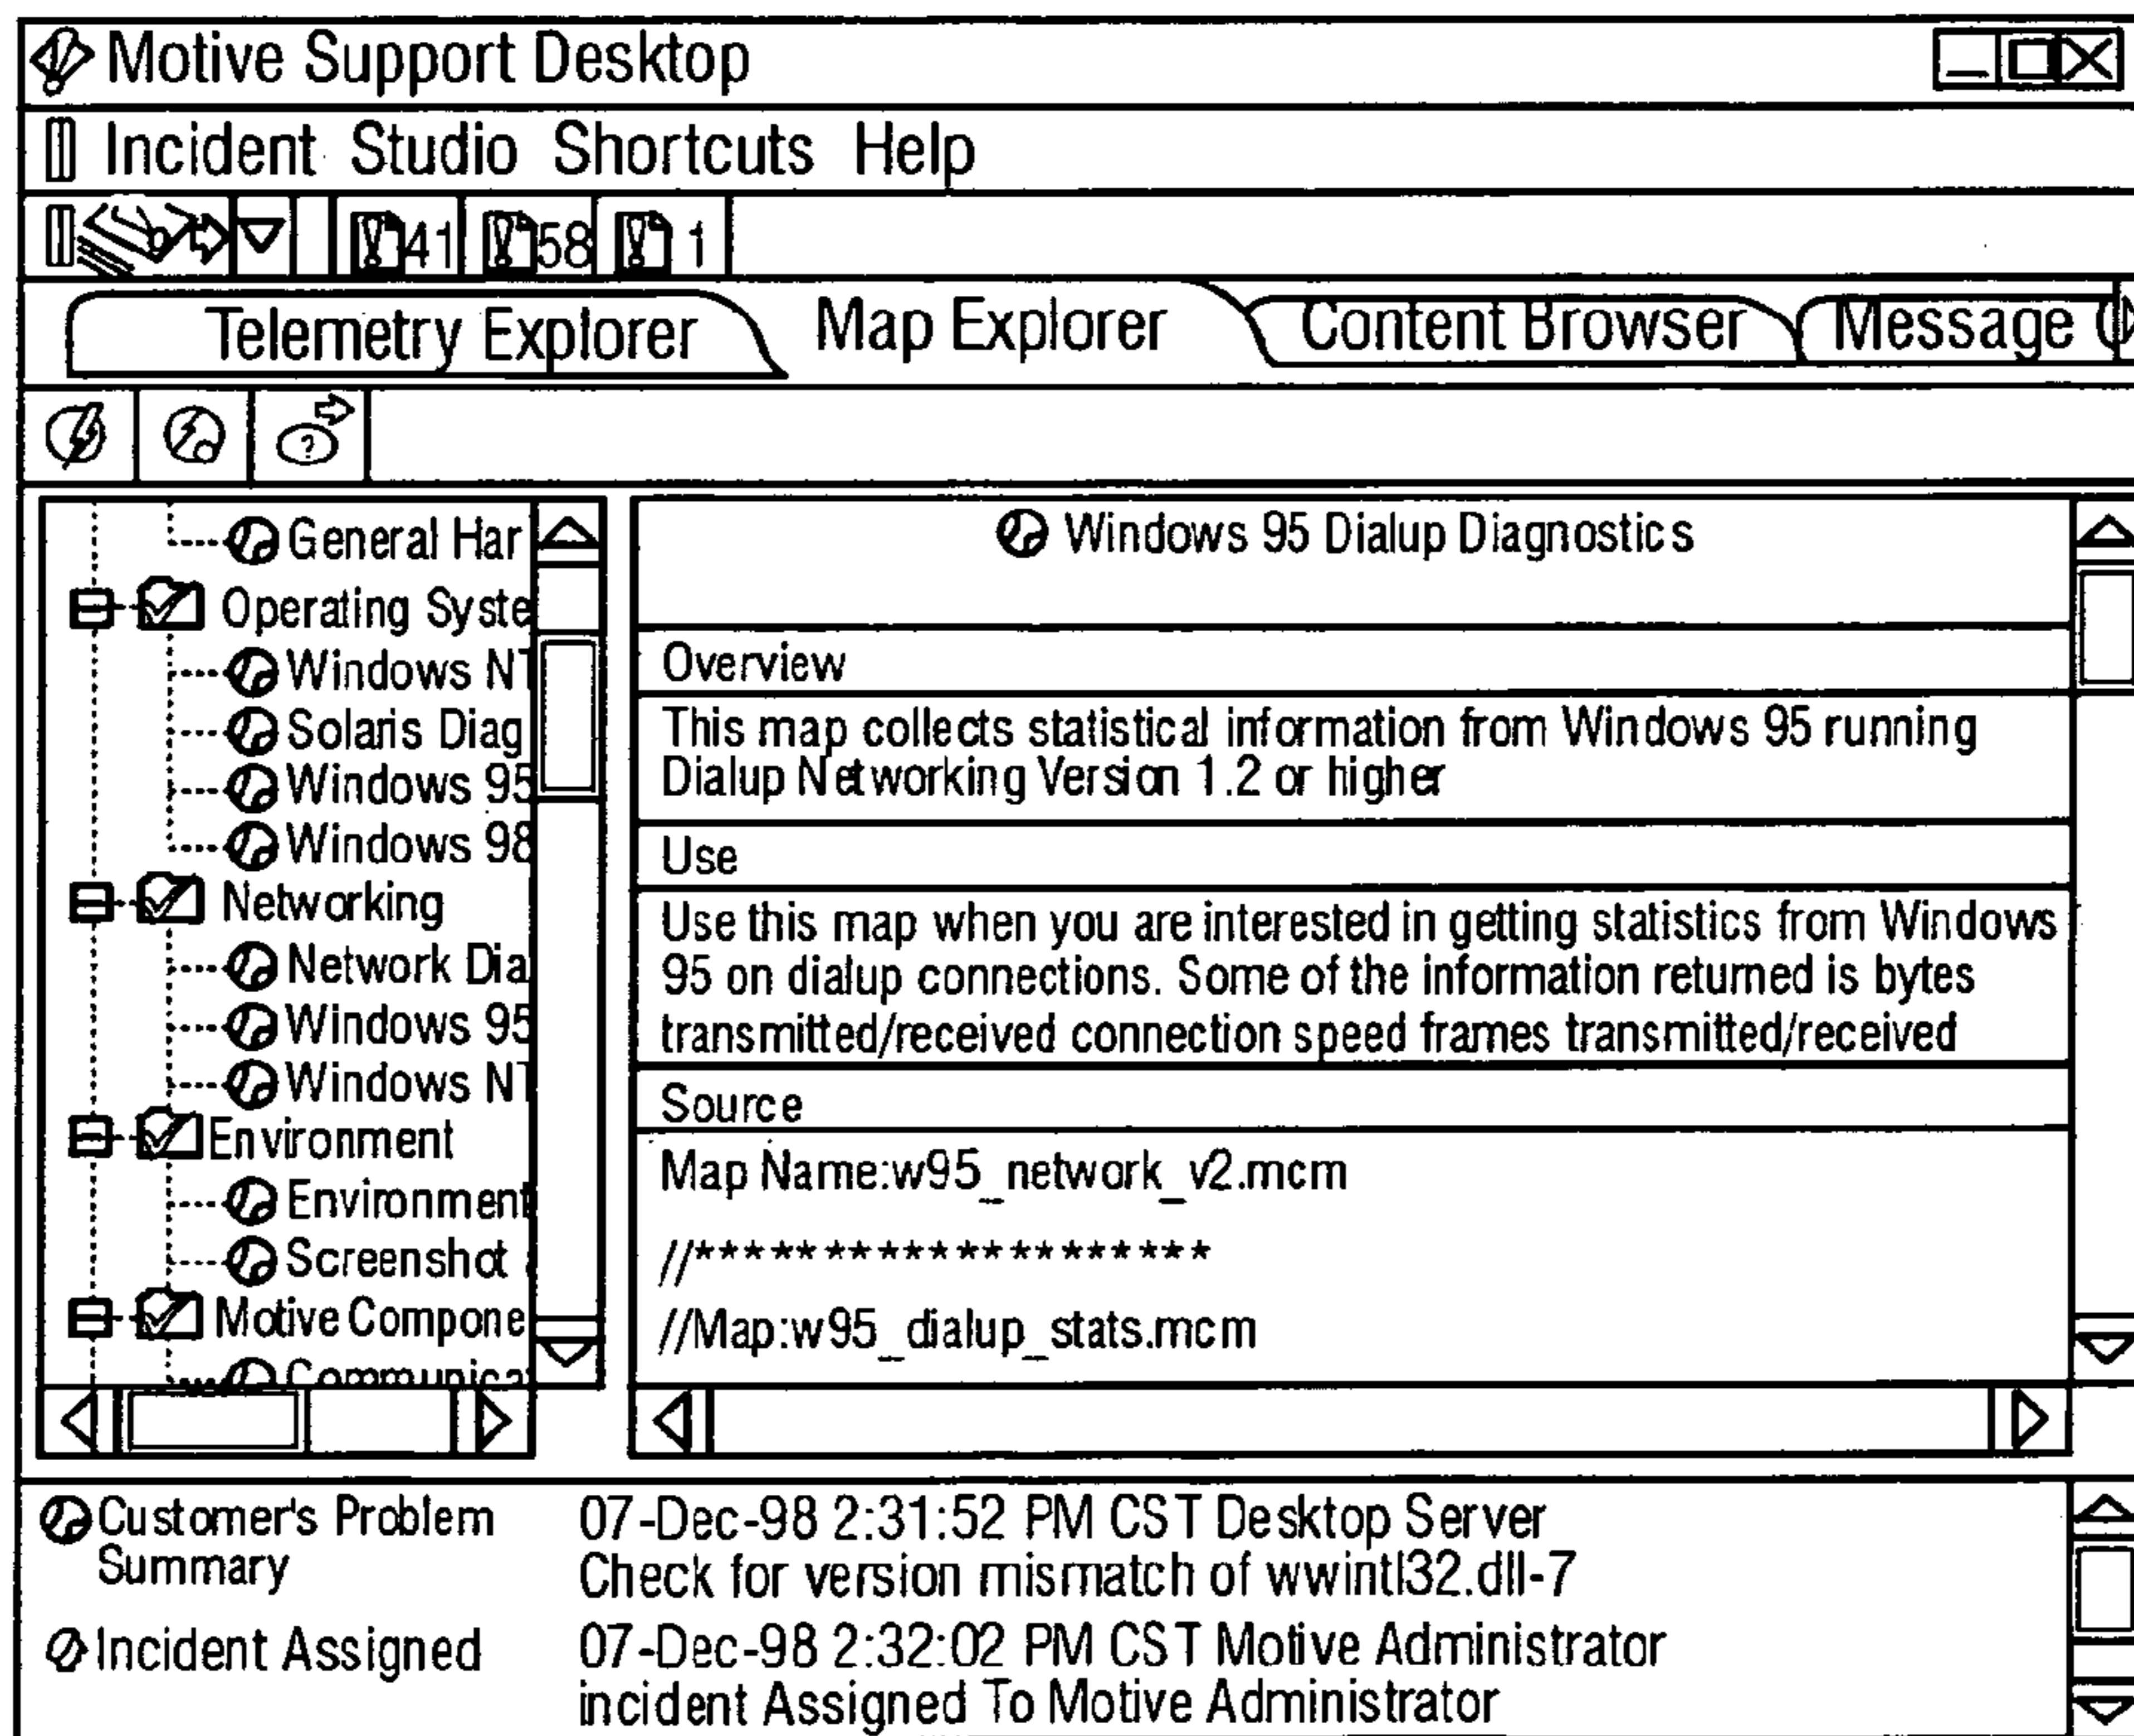 Motive Support Desktop
Incident Studio Shortcuts Help
41 58 1
Telemetry Explorer Map Explorer Content Browser Message
?
General Har
Operating Syste
Windows NT
Solaris Diag
Windows 95
Windows 98
Networking
Network Dia
Windows 95
Windows NT
Environment
Environment
Screenshot
Motive Compone
Communica
Windows 95 Dialup Diagnostics
Overview
This map collects statistical information from Windows 95 running
Dialup Networking Version 1.2 or higher
Use
Use this map when you are interested in getting statistics from Windows
95 on dialup connections. Some of the information returned is bytes
transmitted/received connection speed frames transmitted/received
Source
Map Name:w95_network_v2.mcm
//********************
//Map:w95_dialup_stats.mcm
Customer's Problem
Summary
07-Dec-98 2:31:52 PM CST Desktop Server
Check for version mismatch of wwintl32.dll-7
Incident Assigned
07-Dec-98 2:32:02 PM CST Motive Administrator
incident Assigned To Motive Administrator